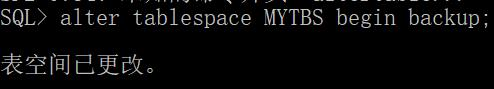 SQL> alter tablespace MYTBS begin backup;
表空间已更改。